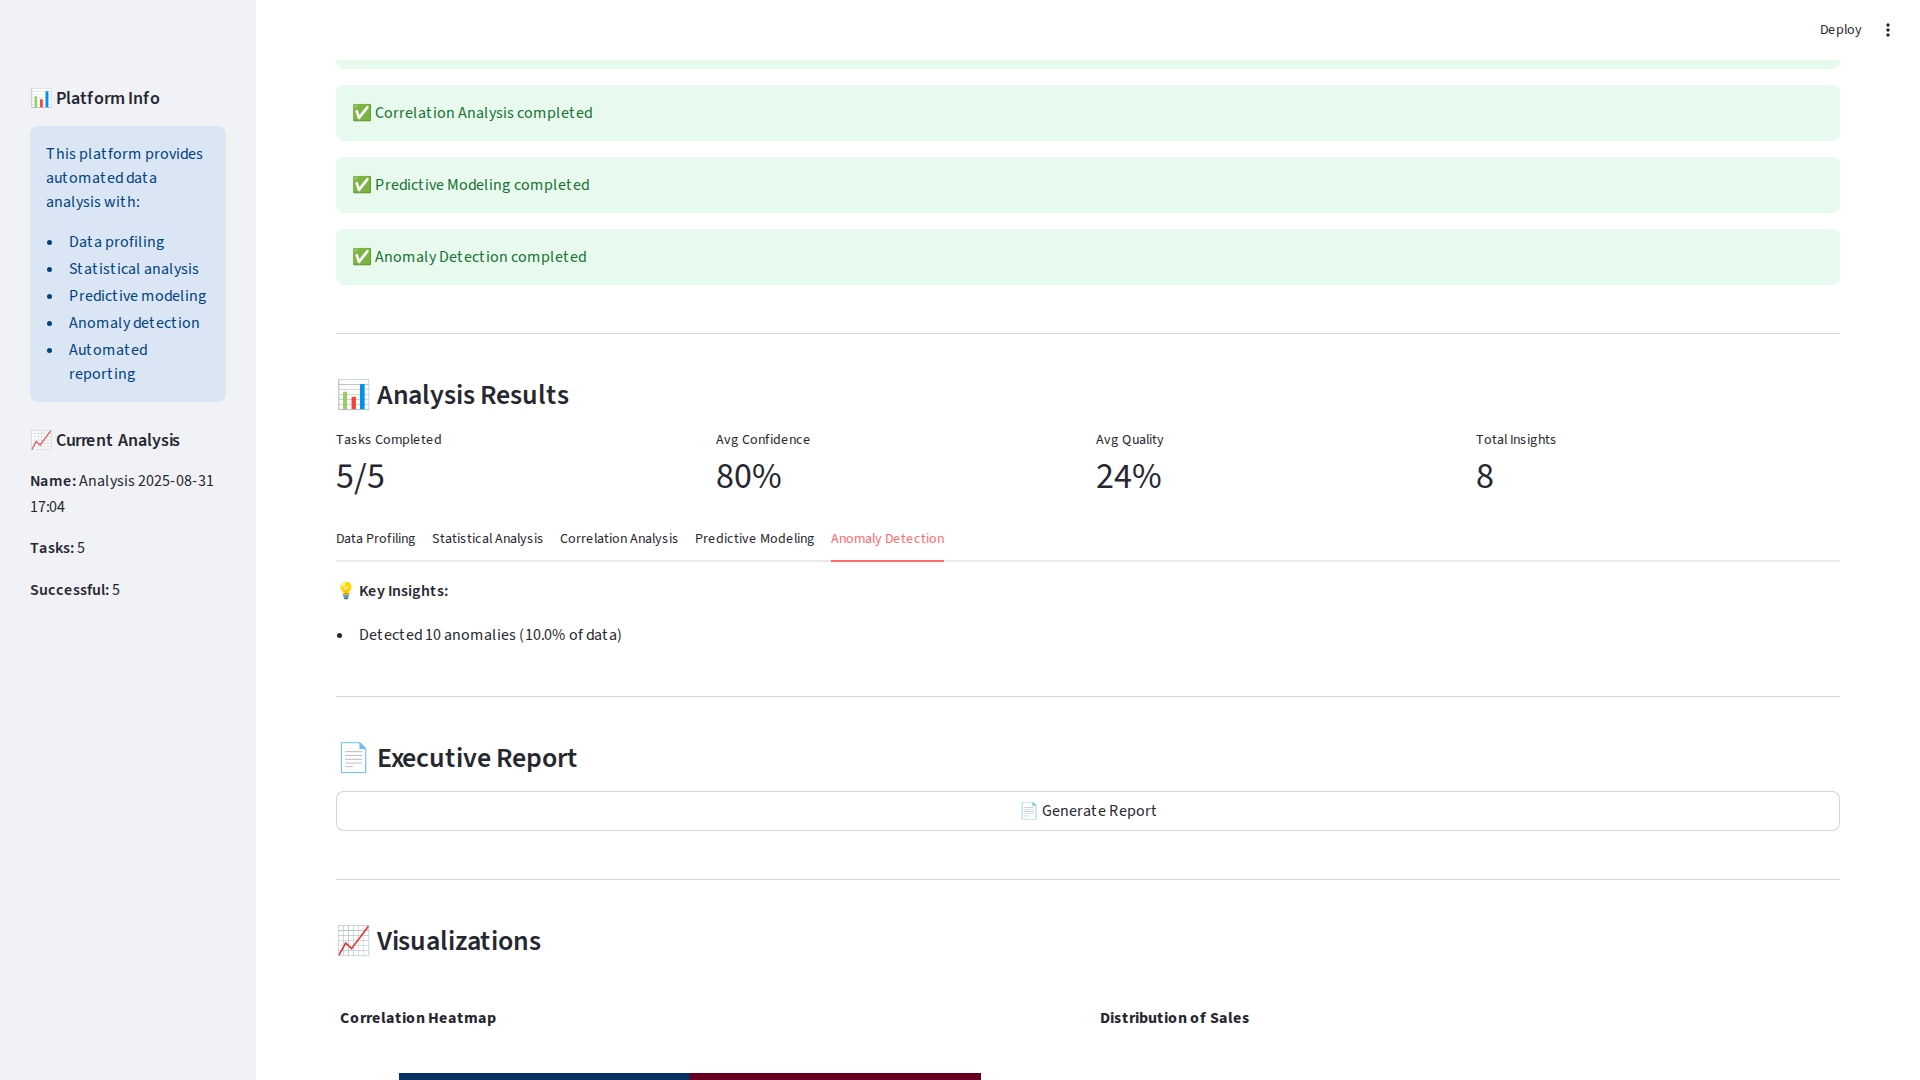 Deploy
📊 Platform Info
This platform provides
automated data
analysis with:
• Data profiling
• Statistical analysis
• Predictive modeling
• Anomaly detection
• Automated
reporting
📈 Current Analysis
Name: Analysis 2025-08-31
17:04
Tasks: 5
Successful: 5
✅ Correlation Analysis completed
✅ Predictive Modeling completed
✅ Anomaly Detection completed
📊 Analysis Results
Tasks Completed Avg Confidence Avg Quality Total Insights
5/5 80% 24% 8
Data Profiling Statistical Analysis Correlation Analysis Predictive Modeling Anomaly Detection
💡 Key Insights:
• Detected 10 anomalies (10.0% of data)
📄 Executive Report
📄 Generate Report
📈 Visualizations
Correlation Heatmap Distribution of Sales